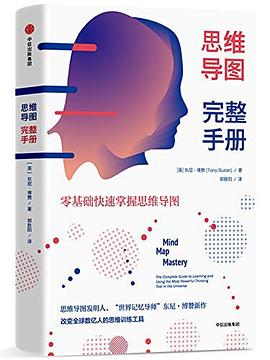 中信出版集团
思维
导图
完整
手册
[英] 东尼·博赞 (Tony Buzan) 著
郭胜阳 / 译
零基础快速掌握思维导图
Mind
Map
Mastery
The Complete Guide to Learning and
Using the Most Powerful Thinking
Tool in the Universe
思维导图发明人、“世界记忆导师”东尼·博赞新作
改变全球数亿人的思维训练工具
思维
导图
完整
手册
[英] 东尼·博赞 / 著
中信出版集团